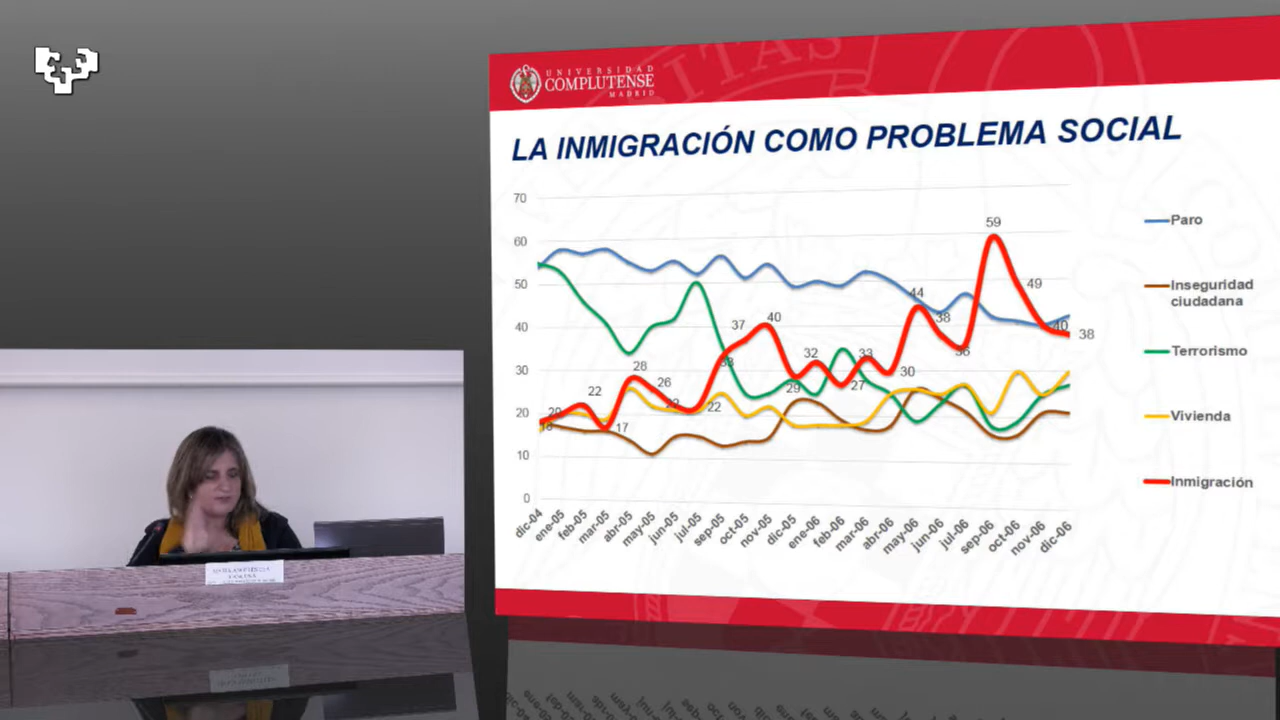 UNIVERSIDAD
COMPLUTENSE
MADRID
LA INMIGRACIÓN COMO PROBLEMA SOCIAL
70
60
50
40
30
20
10
0
59
49
44
40
38
40
37
38
36
33
32
33
30
29
27
28
26
22
22
22
20
18
17
dic-04
ene-05
feb-05
mar-05
abr-05
may-05
jun-05
jul-05
sep-05
oct-05
nov-05
dic-05
ene-06
feb-06
mar-06
abr-06
may-06
jun-06
jul-06
sep-06
oct-06
nov-06
dic-06
Paro
Inseguridad
ciudadana
Terrorismo
Vivienda
Inmigración